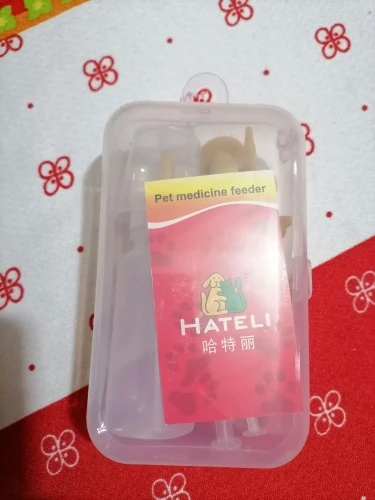 Pet medicine feeder
HATELI
哈特丽